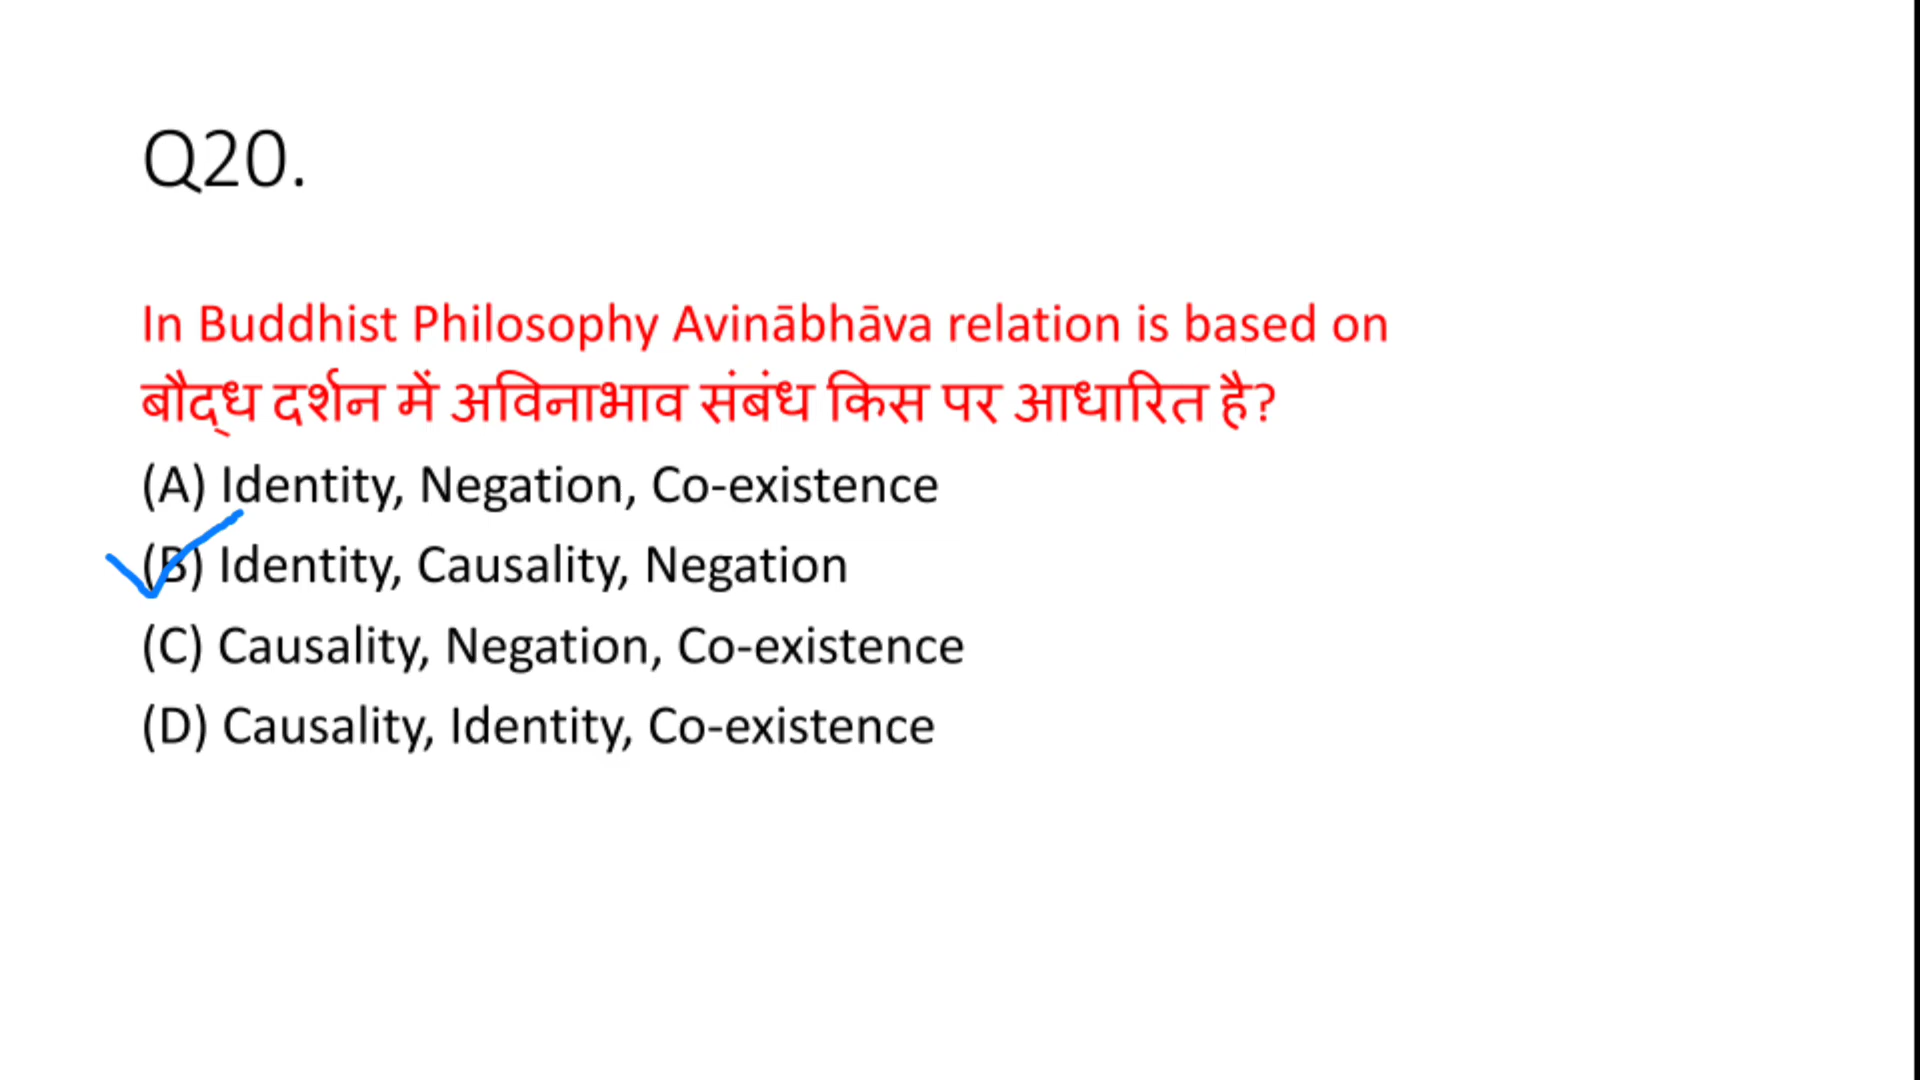 Q20.
In Buddhist Philosophy Avinābhāva relation is based on
बौद्ध दर्शन में अविनाभाव संबंध किस पर आधारित है?
(A) Identity, Negation, Co-existence
(B) Identity, Causality, Negation
(C) Causality, Negation, Co-existence
(D) Causality, Identity, Co-existence